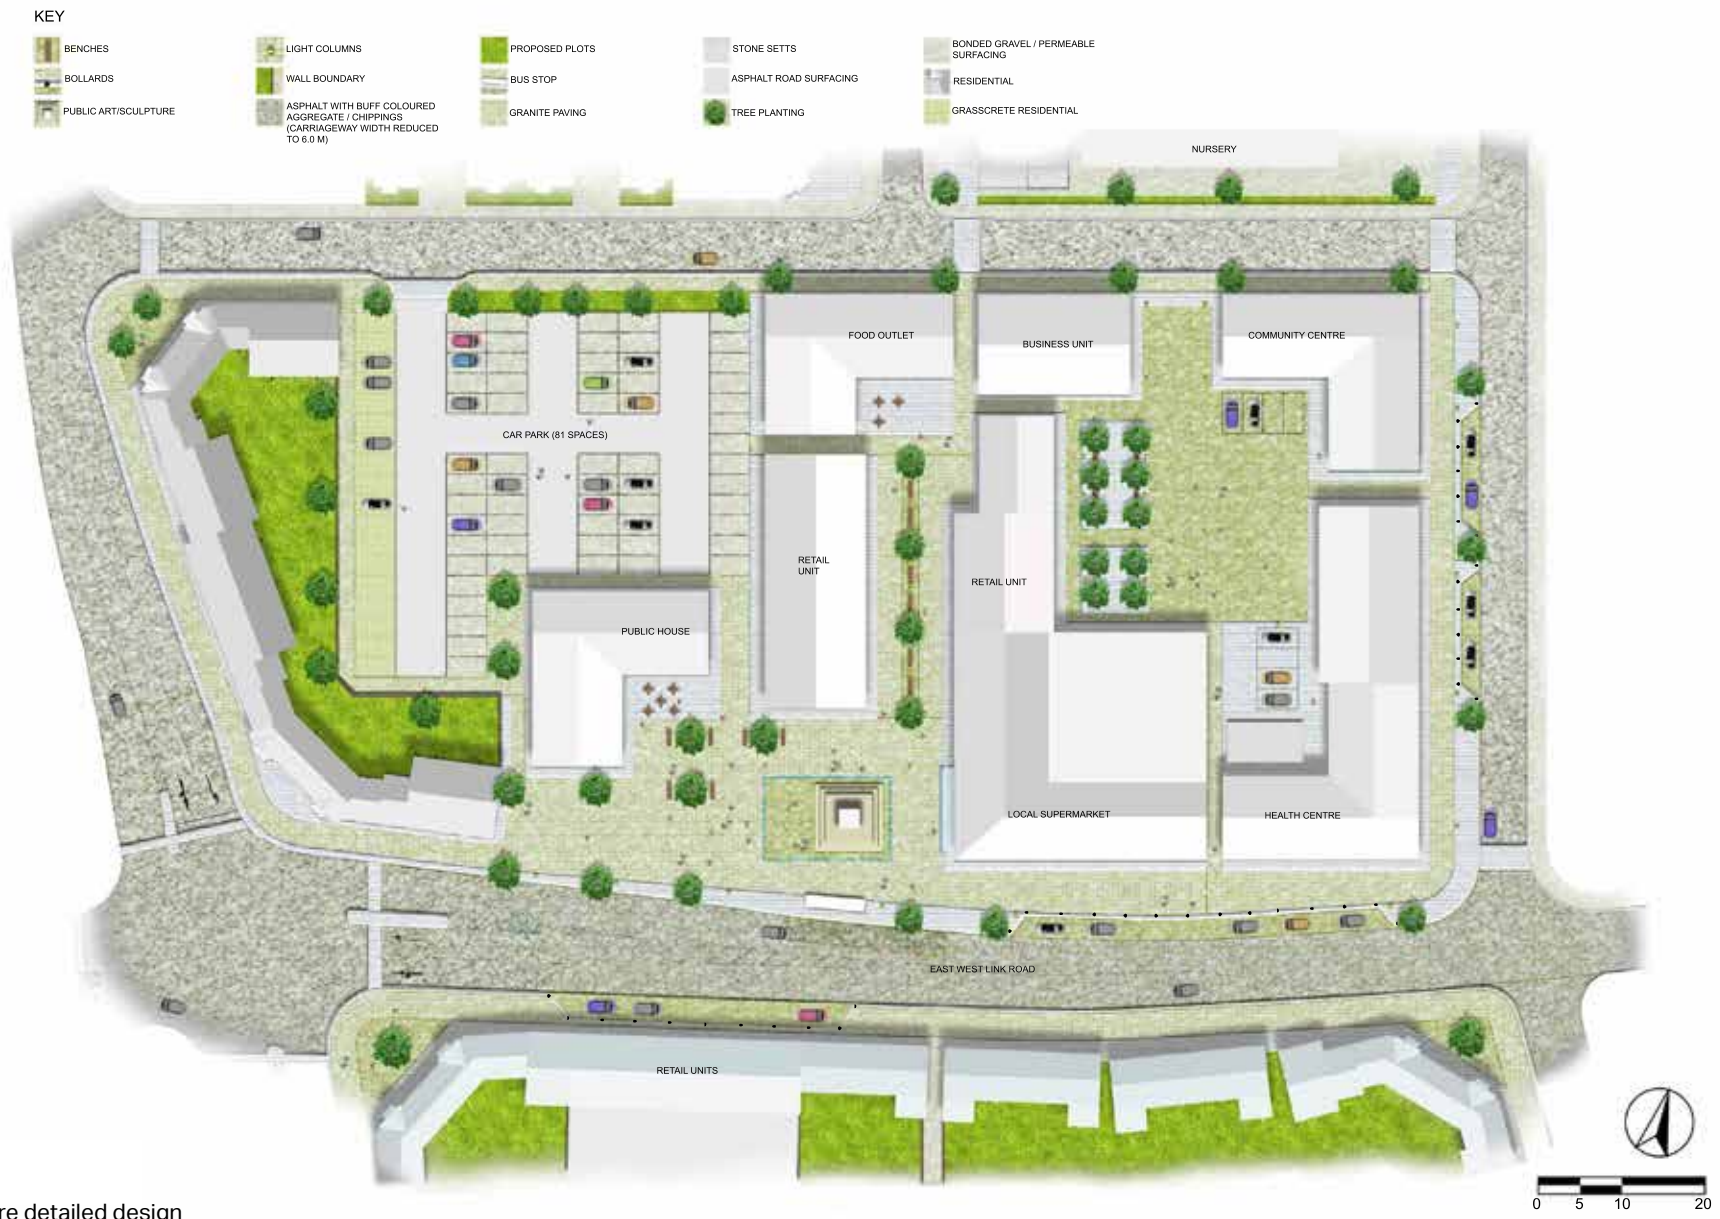 KEY
BENCHES
BOLLARDS
PUBLIC ART/SCULPTURE
LIGHT COLUMNS
WALL BOUNDARY
ASPHALT WITH BUFF COLOURED
AGGREGATE / CHIPPINGS
(CARRIAGEWAY WIDTH REDUCED
TO 6.0 M)
PROPOSED PLOTS
BUS STOP
GRANITE PAVING
STONE SETTS
ASPHALT ROAD SURFACING
TREE PLANTING
BONDED GRAVEL / PERMEABLE
SURFACING
RESIDENTIAL
GRASSCRETE RESIDENTIAL
NURSERY
FOOD OUTLET
BUSINESS UNIT
COMMUNITY CENTRE
CAR PARK (81 SPACES)
RETAIL
UNIT
RETAIL UNIT
PUBLIC HOUSE
LOCAL SUPERMARKET
HEALTH CENTRE
EAST WEST LINK ROAD
RETAIL UNITS
0 5 10 20
re detailed design